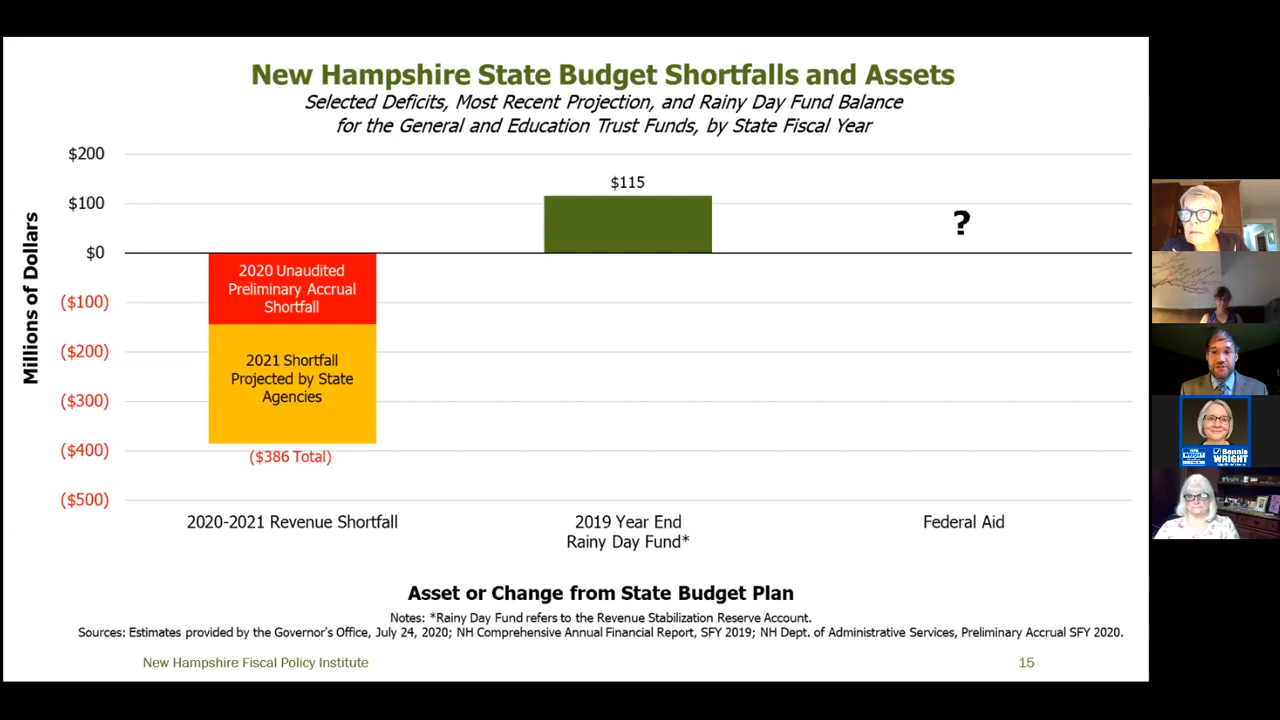 New Hampshire State Budget Shortfalls and Assets
Selected Deficits, Most Recent Projection, and Rainy Day Fund Balance
for the General and Education Trust Funds, by State Fiscal Year
Millions of Dollars
$200
$100
$0
($100)
($200)
($300)
($400)
($500)
2020 Unaudited
Preliminary Accrual
Shortfall
2021 Shortfall
Projected by State
Agencies
($386 Total)
$115
?
2020-2021 Revenue Shortfall
2019 Year End
Rainy Day Fund*
Federal Aid
Asset or Change from State Budget Plan
Notes: *Rainy Day Fund refers to the Revenue Stabilization Reserve Account.
Sources: Estimates provided by the Governor's Office, July 24, 2020; NH Comprehensive Annual Financial Report, SFY 2019; NH Dept. of Administrative Services, Preliminary Accrual SFY 2020.
New Hampshire Fiscal Policy Institute
15
WRIGHT
Bonnie
WRIGHT